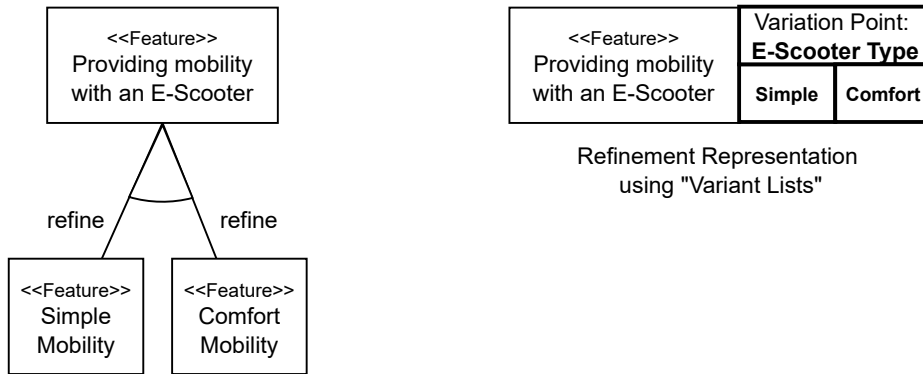 <<Feature>>
Providing mobility
with an E-Scooter
refine
refine
<<Feature>>
Simple
Mobility
<<Feature>>
Comfort
Mobility
<<Feature>>
Providing mobility
with an E-Scooter
Variation Point:
E-Scooter Type
Simple
Comfort
Refinement Representation
using "Variant Lists"